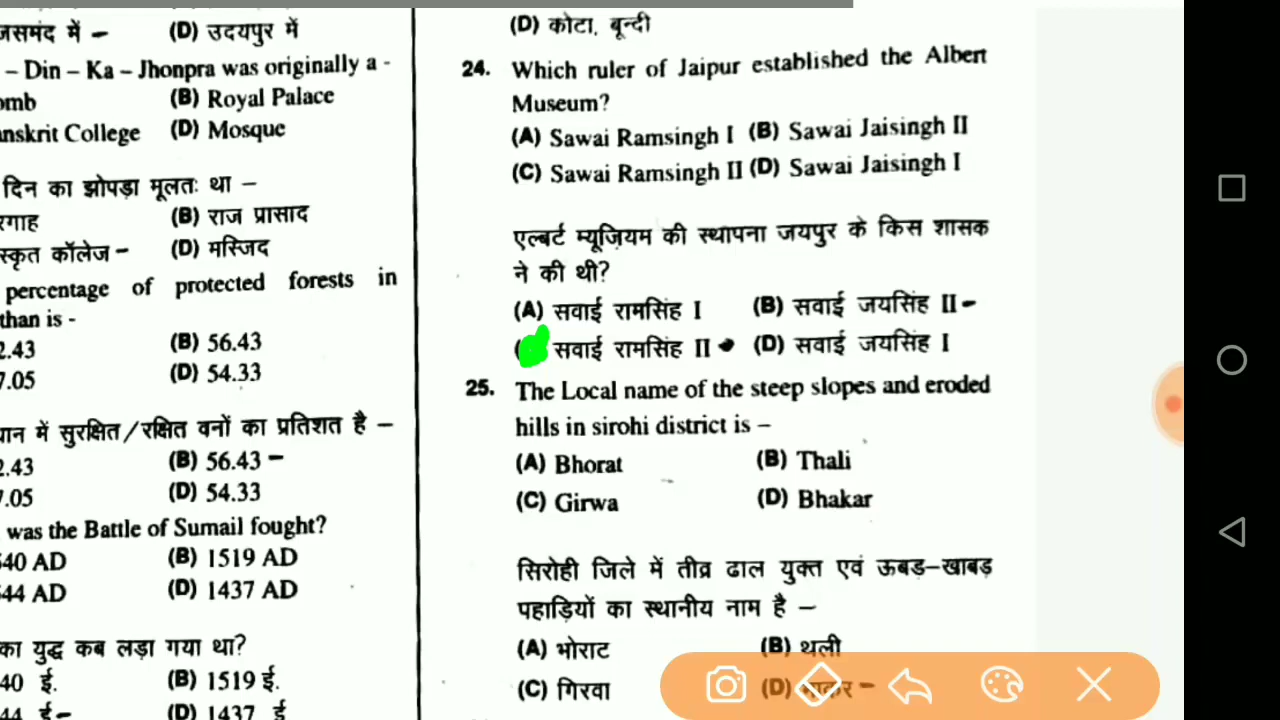 जसमंद में – (D) उदयपुर में
– Din – Ka – Jhonpra was originally a -
omb (B) Royal Palace
anskrit College (D) Mosque
दिन का झोपड़ा मूलतः था –
रगाह (B) राज प्रासाद
स्कृत कॉलेज – (D) मस्जिद
percentage of protected forests in
than is -
2.43 (B) 56.43
7.05 (D) 54.33
थान में सुरक्षित/रक्षित वनों का प्रतिशत है –
2.43 (B) 56.43 –
7.05 (D) 54.33
was the Battle of Sumail fought?
540 AD (B) 1519 AD
544 AD (D) 1437 AD
का युद्ध कब लड़ा गया था?
40 ई. (B) 1519 ई.
44 ई – (D) 1437 ई
(D) कोटा, बून्दी
24. Which ruler of Jaipur established the Albert
Museum?
(A) Sawai Ramsingh I (B) Sawai Jaisingh II
(C) Sawai Ramsingh II (D) Sawai Jaisingh I
एल्बर्ट म्यूज़ियम की स्थापना जयपुर के किस शासक
ने की थी?
(A) सवाई रामसिंह I (B) सवाई जयसिंह II –
सवाई रामसिंह II (D) सवाई जयसिंह I
25. The Local name of the steep slopes and eroded
hills in sirohi district is –
(A) Bhorat (B) Thali
(C) Girwa (D) Bhakar
सिरोही जिले में तीव्र ढाल युक्त एवं ऊबड़–खाबड़
पहाड़ियों का स्थानीय नाम है –
(A) भोराट (B) थली
(C) गिरवा (D) भाकर –